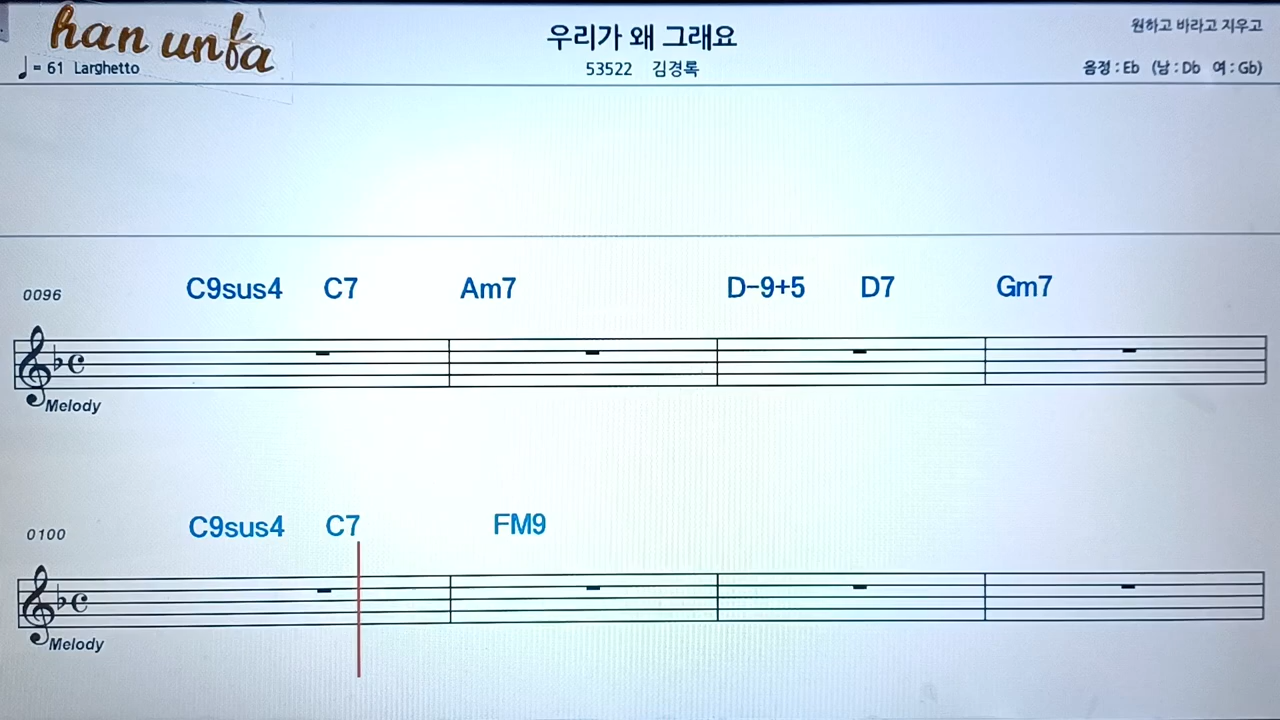 han unfa
우리가 왜 그래요
원하고 바라고 지우고
♩= 61 Larghetto
53522 김경록
음정 : Eb (남 : Db 여 : Gb)
0096
C9sus4 C7 Am7 D-9+5 D7 Gm7
Melody
0100
C9sus4 C7 FM9
Melody